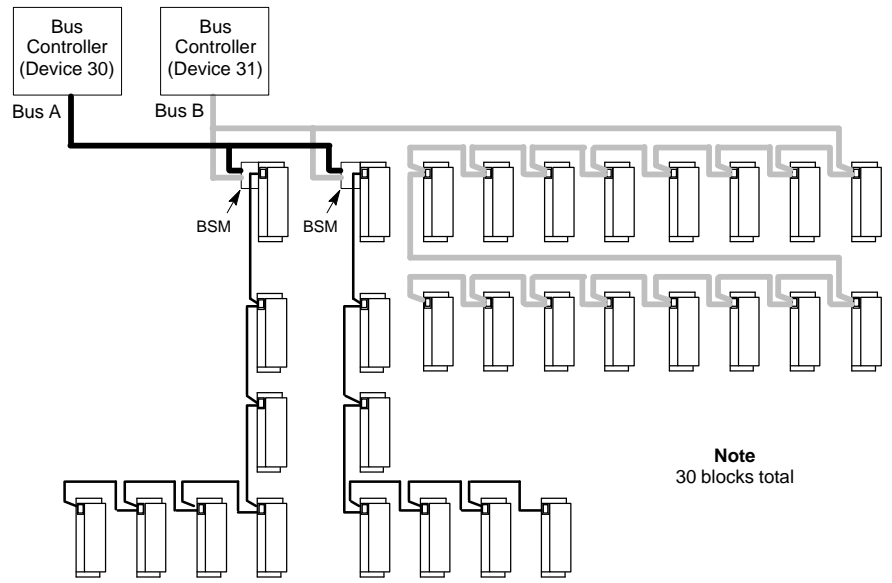 Bus
Controller
(Device 30)
Bus
Controller
(Device 31)
Bus A
Bus B
BSM
BSM
Note
30 blocks total